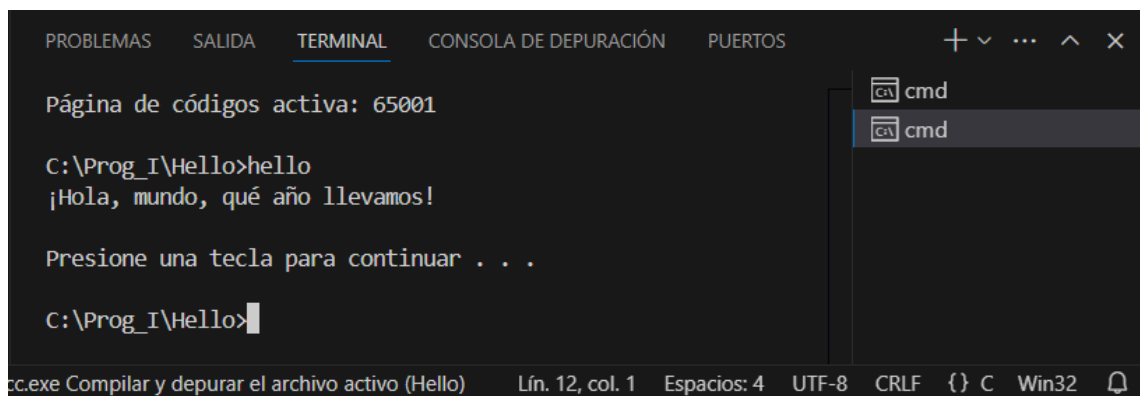 PROBLEMAS SALIDA TERMINAL CONSOLA DE DEPURACIÓN PUERTOS
Página de códigos activa: 65001
C:\Prog_I\Hello>hello
¡Hola, mundo, qué año llevamos!
Presione una tecla para continuar . . .
C:\Prog_I\Hello>
cmd
cmd
cc.exe Compilar y depurar el archivo activo (Hello) Lín. 12, col. 1 Espacios: 4 UTF-8 CRLF {} C Win32